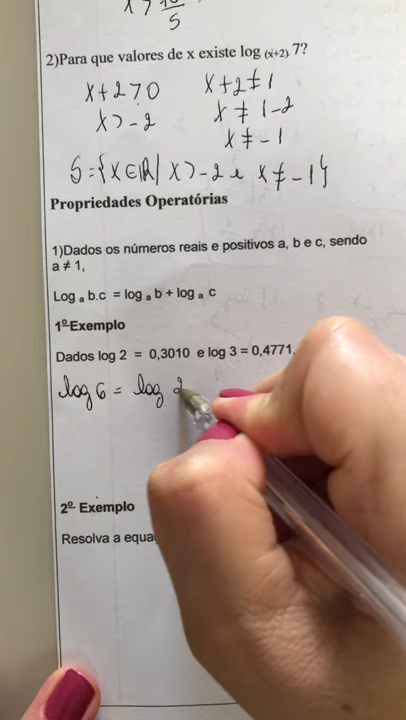 x > 10
5
2)Para que valores de x existe log (x+2) 7?
x+2>0 x+2≠1
x>-2 x≠1-2
x≠-1
S={x∈R/ x>-2 e x≠-1}
Propriedades Operatórias
1)Dados os números reais e positivos a, b e c, sendo
a ≠ 1,
Log a b.c = log a b + log a c
1º Exemplo
Dados log 2 = 0,3010 e log 3 = 0,4771,
log 6 = log 2
2º Exemplo
Resolva a equa